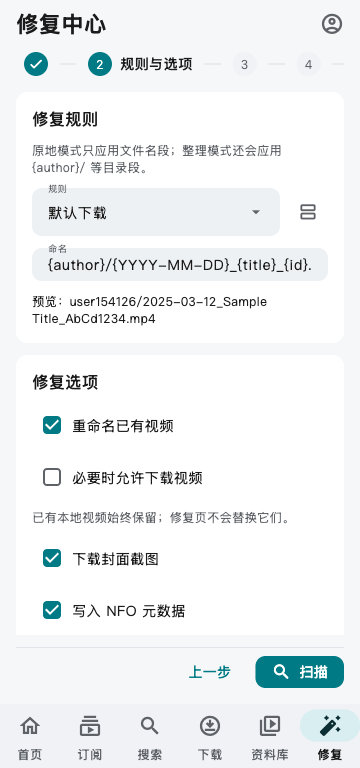 修复中心
2 规则与选项 3 4
修复规则
原地模式只应用文件名段；整理模式还会应用
{author}/ 等目录段。
规则
默认下载
命名
{author}/{YYYY-MM-DD}_{title}_{id}.
预览：user154126/2025-03-12_Sample
Title_AbCd1234.mp4
修复选项
重命名已有视频
必要时允许下载视频
已有本地视频始终保留；修复页不会替换它们。
下载封面截图
写入 NFO 元数据
上一步 扫描
首页 订阅 搜索 下载 资料库 修复